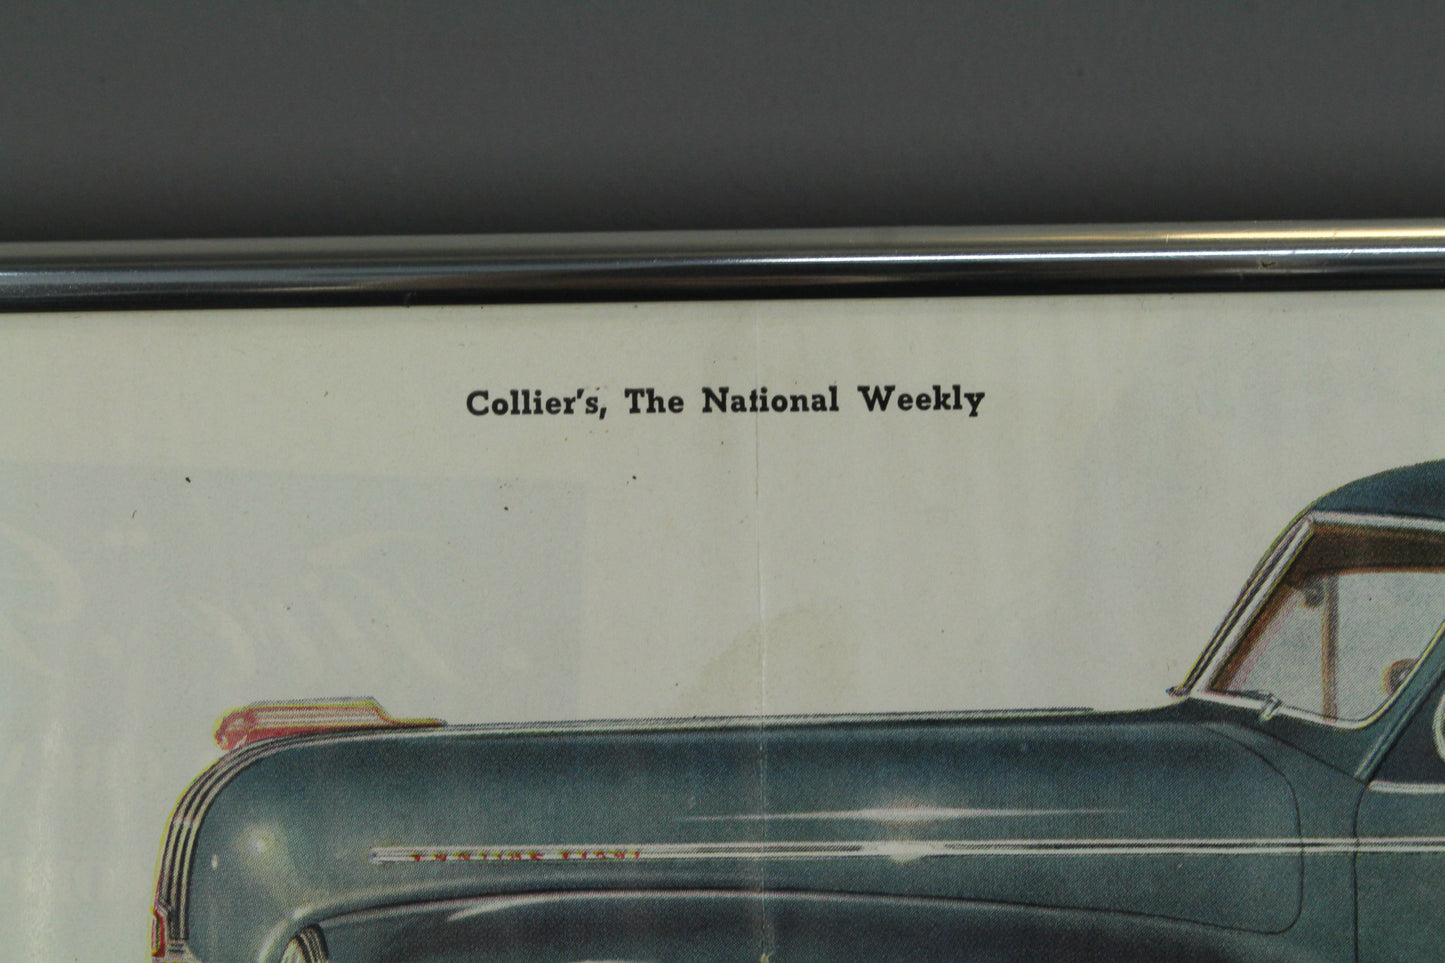 Collier's, The National Weekly